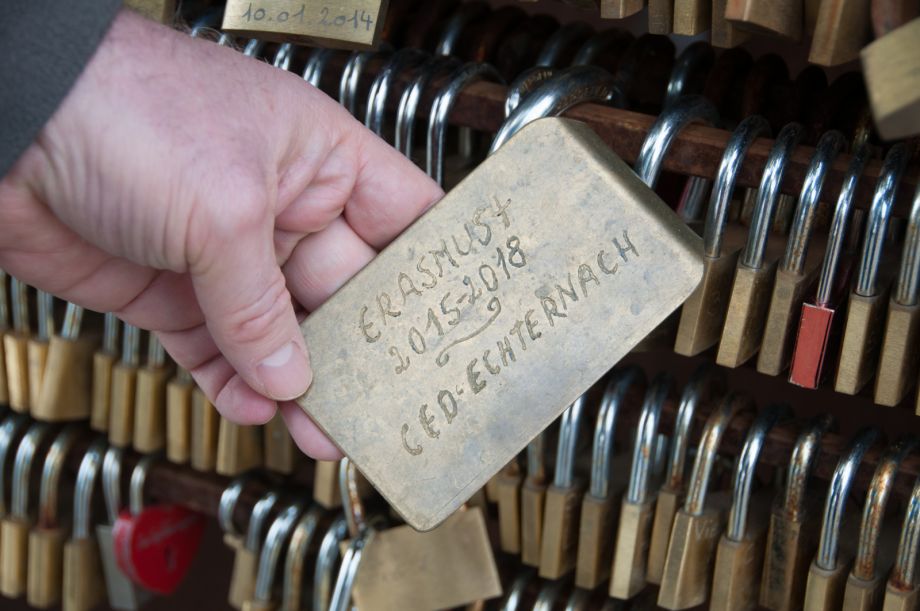 10.01.2014
ERASMUS+
2015-2018
CED-ECHTERNACH